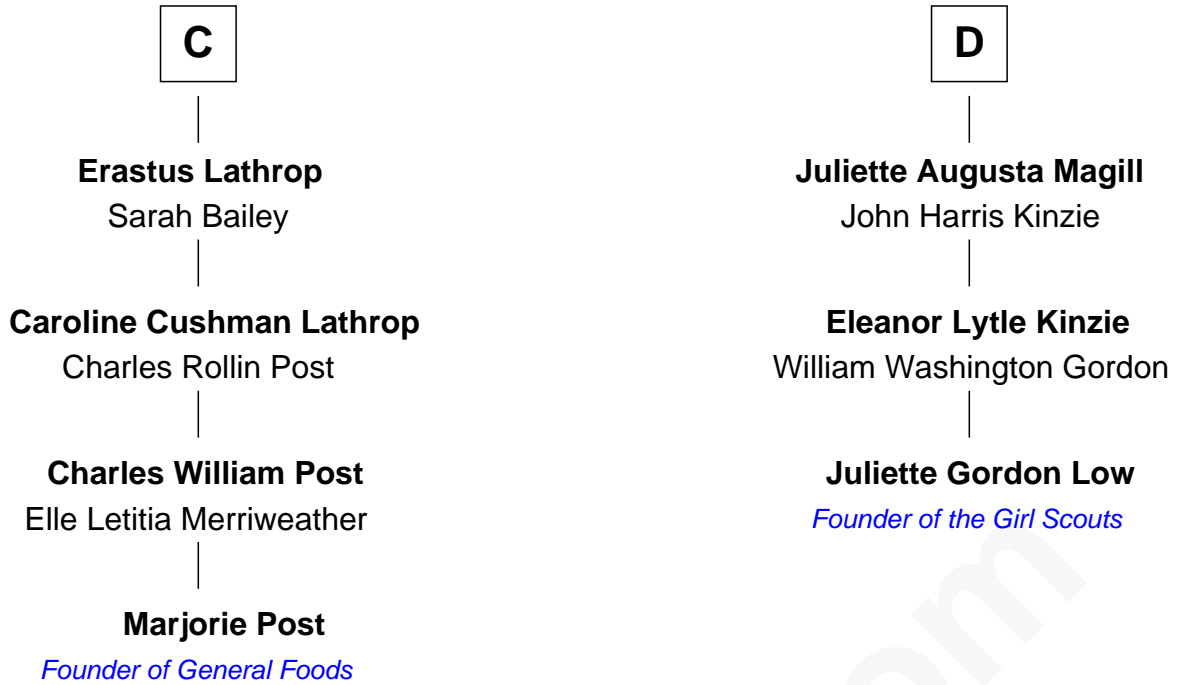 C
Erastus Lathrop
Sarah Bailey
Caroline Cushman Lathrop
Charles Rollin Post
Charles William Post
Elle Letitia Merriweather
Marjorie Post
Founder of General Foods
D
Juliette Augusta Magill
John Harris Kinzie
Eleanor Lytle Kinzie
William Washington Gordon
Juliette Gordon Low
Founder of the Girl Scouts
om